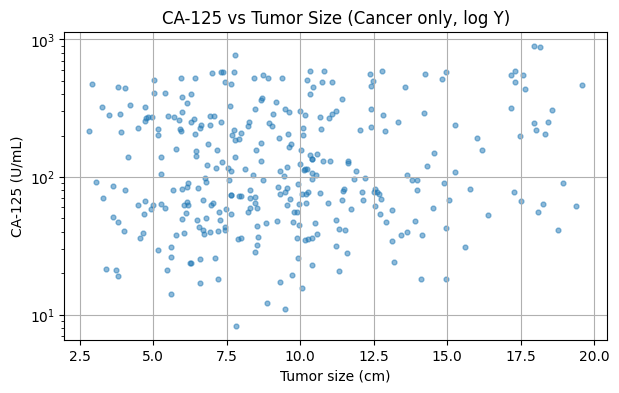 CA-125 vs Tumor Size (Cancer only, log Y)
CA-125 (U/mL)
10³
10²
10¹
2.5 5.0 7.5 10.0 12.5 15.0 17.5 20.0
Tumor size (cm)